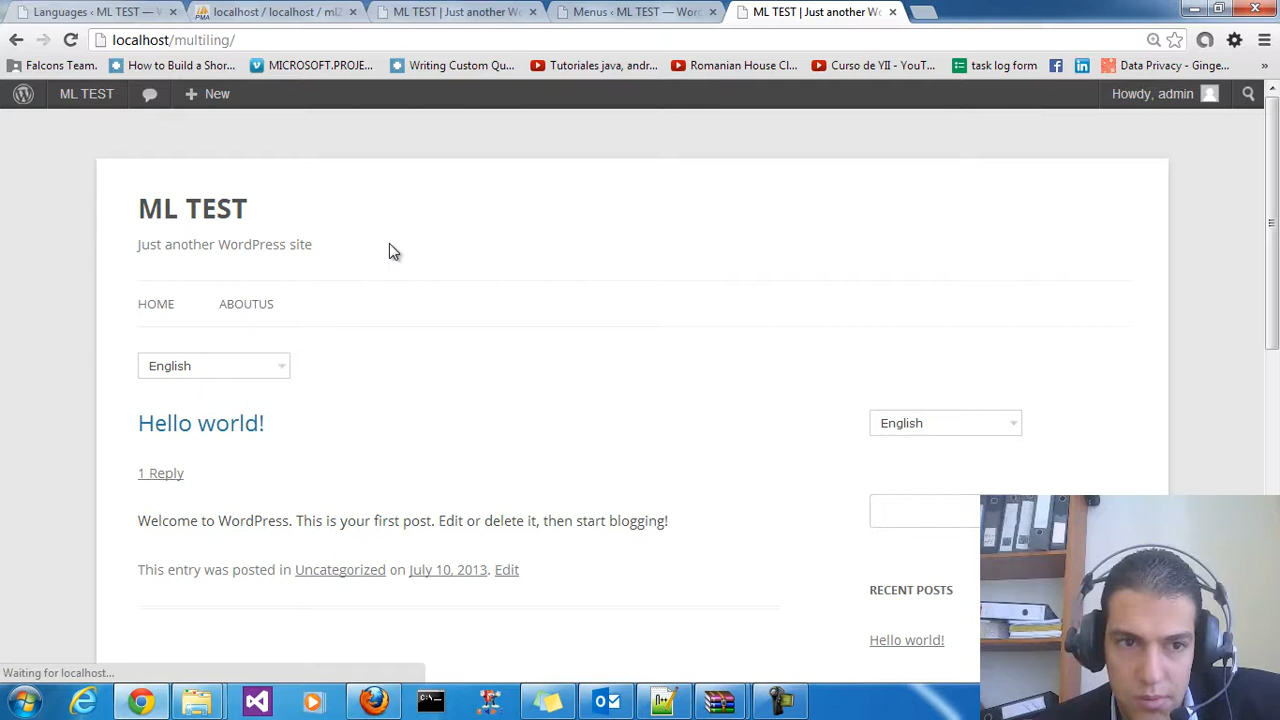 Languages ‹ ML TEST — W
localhost / localhost / ml2
ML TEST | Just another Wo
Menus ‹ ML TEST — Word
ML TEST | Just another Wo
localhost/multiling/
Falcons Team.
How to Build a Shor...
MICROSOFT.PROJE...
Writing Custom Qu...
Tutoriales java, andr...
Romanian House Cl...
Curso de YII - YouT...
task log form
Data Privacy - Ginge...
»
ML TEST
+ New
Howdy, admin
ML TEST
Just another WordPress site
HOME
ABOUTUS
English
Hello world!
English
1 Reply
Welcome to WordPress. This is your first post. Edit or delete it, then start blogging!
This entry was posted in Uncategorized on July 10, 2013. Edit
RECENT POSTS
Hello world!
Waiting for localhost...